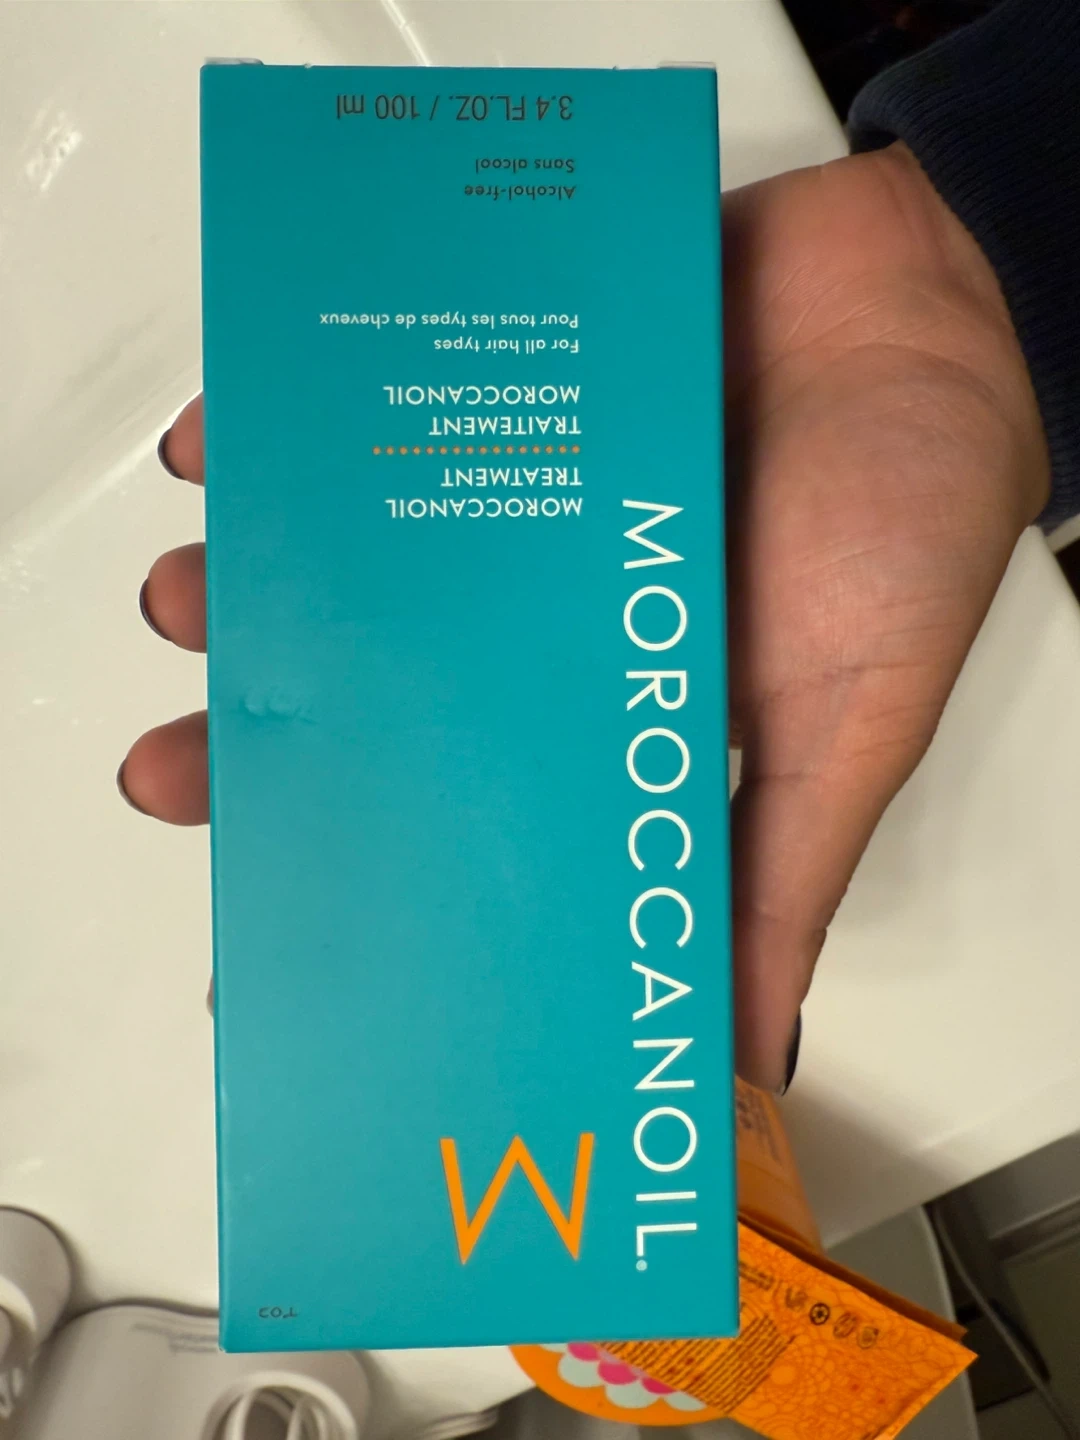 M
MOROCCANOIL.
MOROCCANOIL
TREATMENT
TRAITEMENT
MOROCCANOIL
For all hair types
Pour tous les types de cheveux
Alcohol-free
Sans alcool
3.4 FL.OZ. / 100 ml